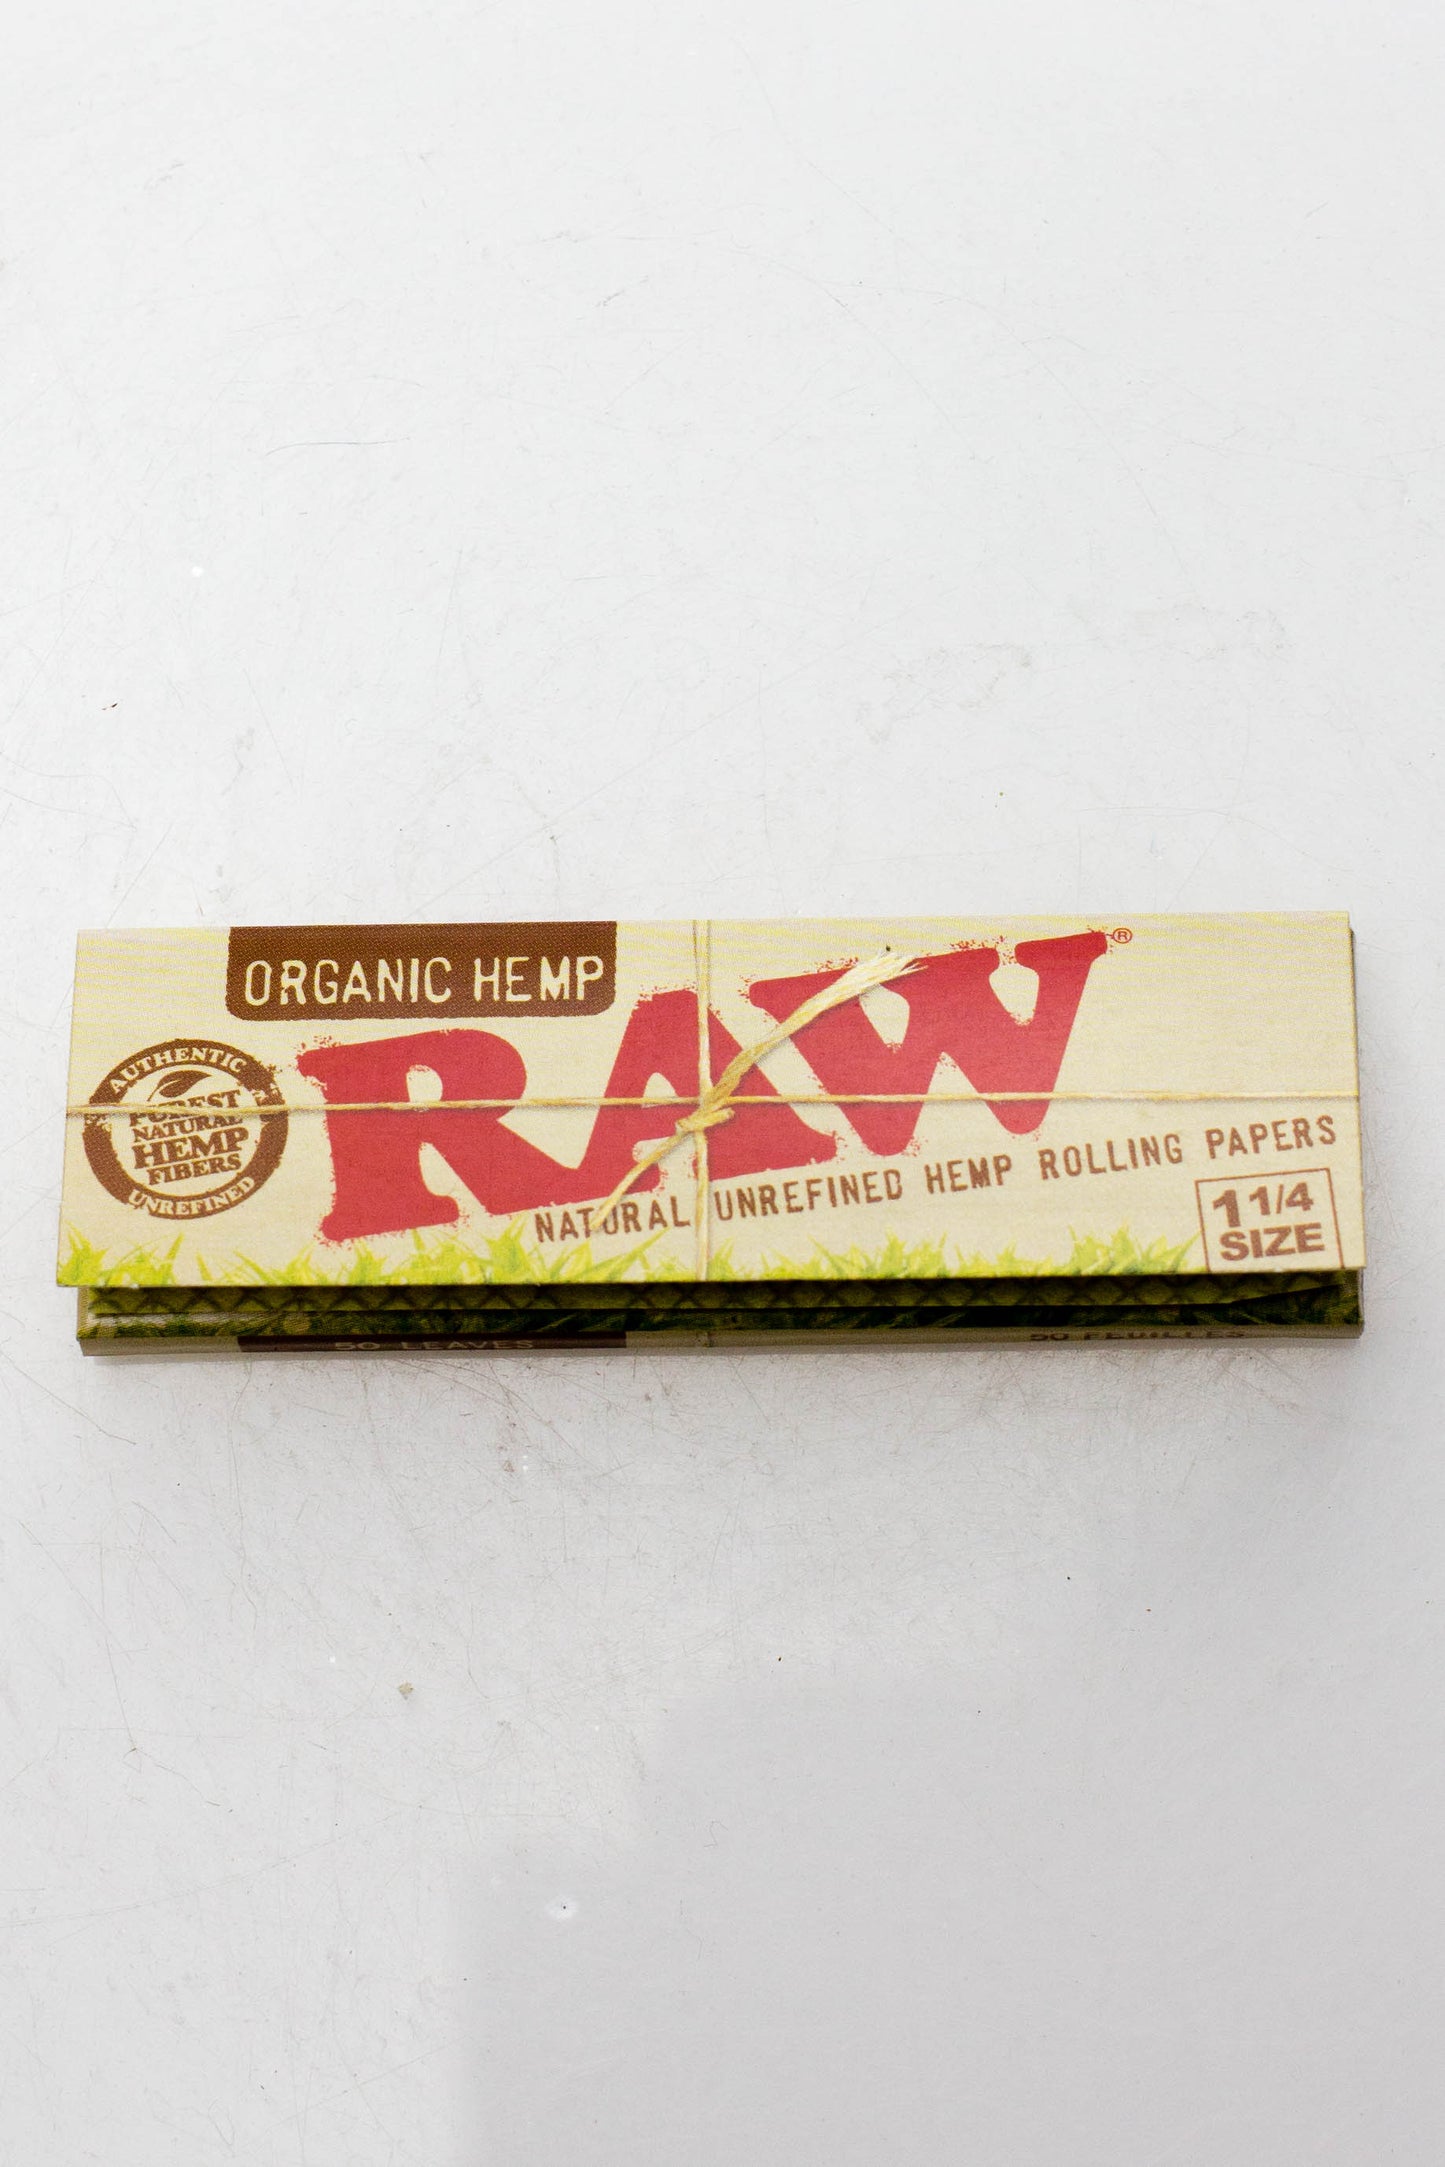 ORGANIC HEMP
RAW®
AUTHENTIC
PUREST
NATURAL
HEMP
FIBERS
UNREFINED
NATURAL UNREFINED HEMP ROLLING PAPERS
1 1/4
SIZE
50 LEAVES
50 FEUILLES